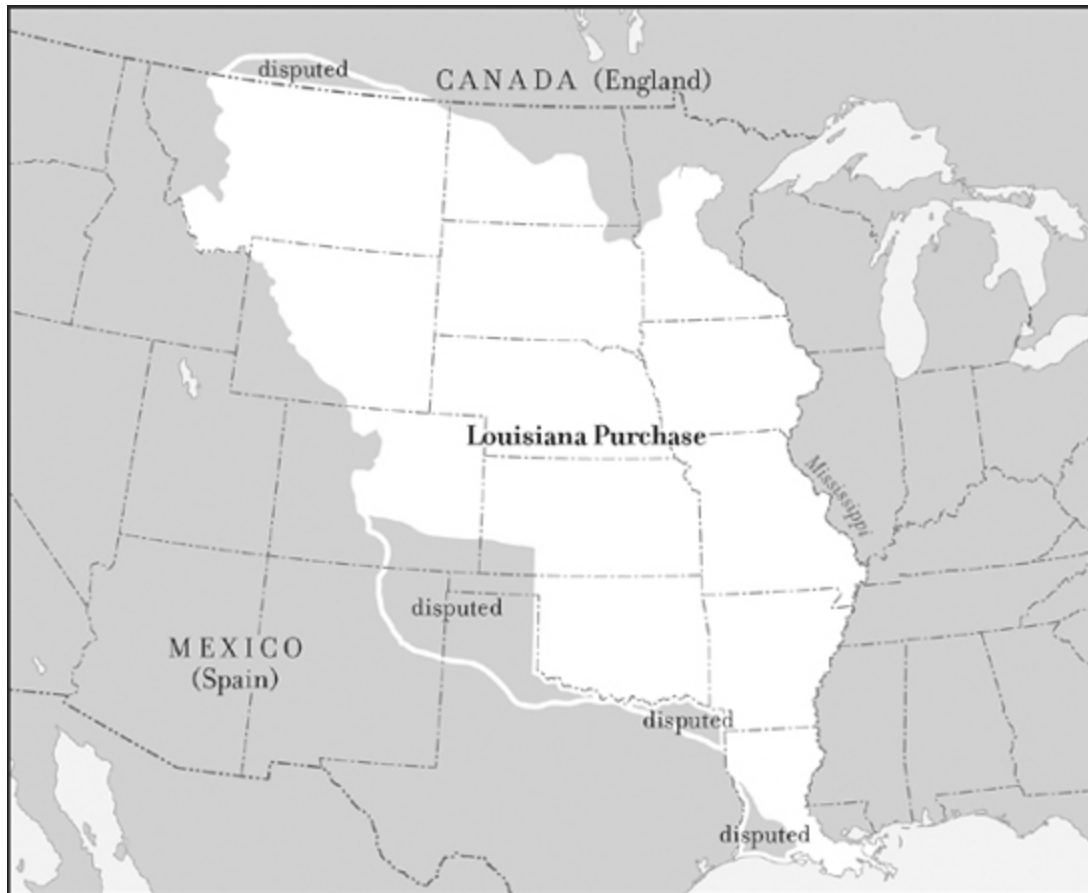 disputed
CANADA (England)
Louisiana Purchase
Mississippi
disputed
MEXICO
(Spain)
disputed
disputed